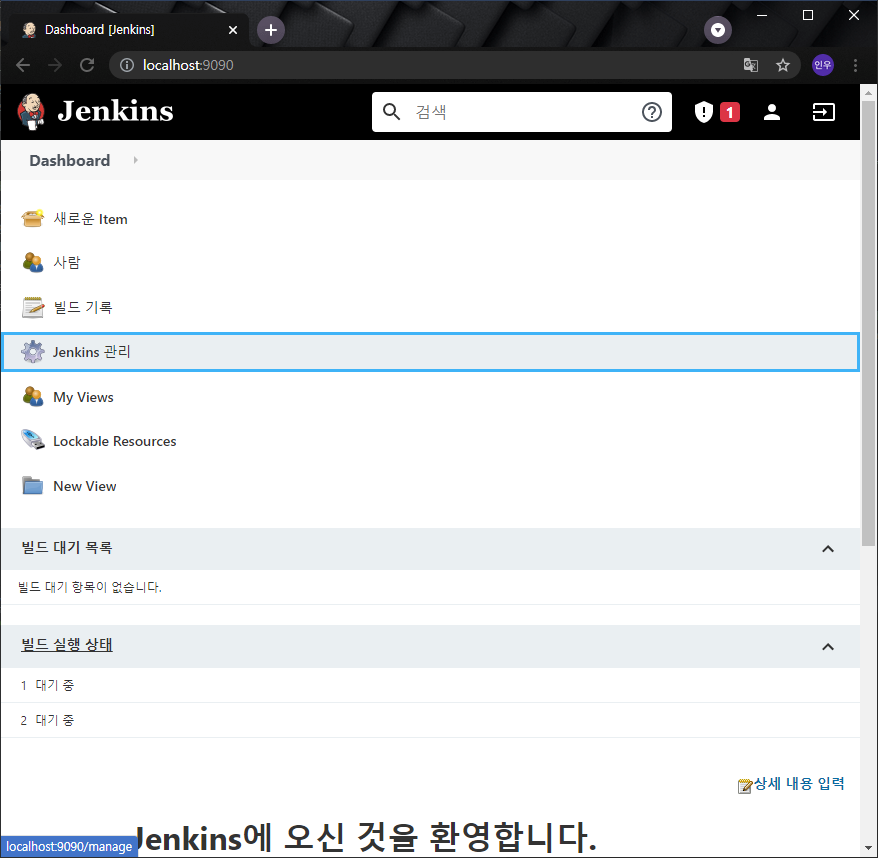 Dashboard [Jenkins]
localhost:9090
인우
Jenkins
검색
1
Dashboard
새로운 Item
사람
빌드 기록
Jenkins 관리
My Views
Lockable Resources
New View
빌드 대기 목록
빌드 대기 항목이 없습니다.
빌드 실행 상태
1 대기 중
2 대기 중
상세 내용 입력
Jenkins에 오신 것을 환영합니다.
localhost:9090/manage